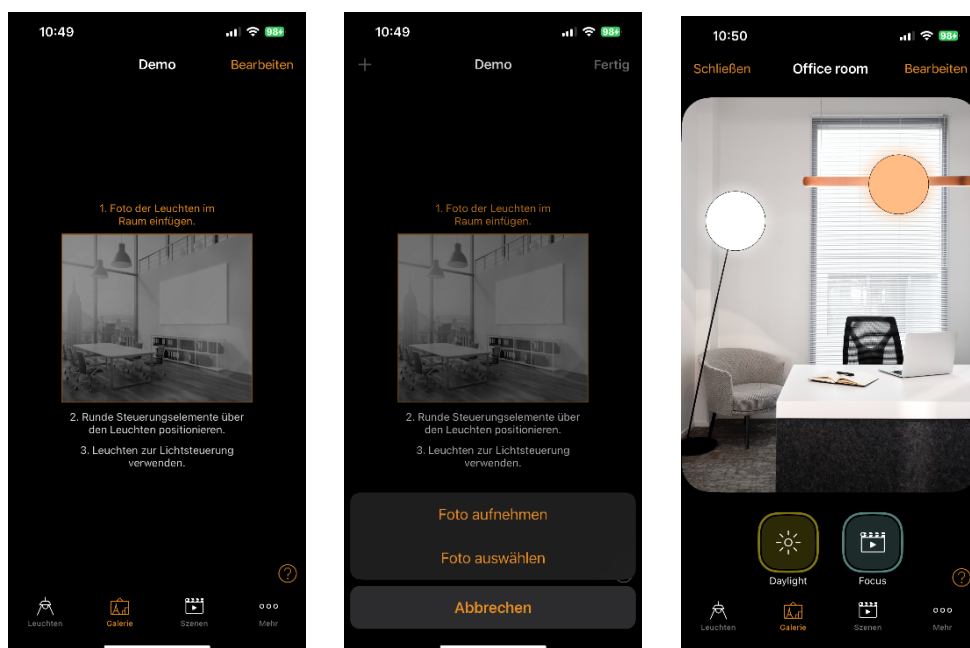 10:49
98
Demo
Bearbeiten
1. Foto der Leuchten im
Raum einfügen.
2. Runde Steuerungselemente über
den Leuchten positionieren.
3. Leuchten zur Lichtsteuerung
verwenden.
?
Leuchten
Galerie
Szenen
Mehr
10:49
98
+
Demo
Fertig
1. Foto der Leuchten im
Raum einfügen.
2. Runde Steuerungselemente über
den Leuchten positionieren.
3. Leuchten zur Lichtsteuerung
verwenden.
Foto aufnehmen
Foto auswählen
Abbrechen
10:50
98
Schließen
Office room
Bearbeiten
Daylight
Focus
?
Leuchten
Galerie
Szenen
Mehr